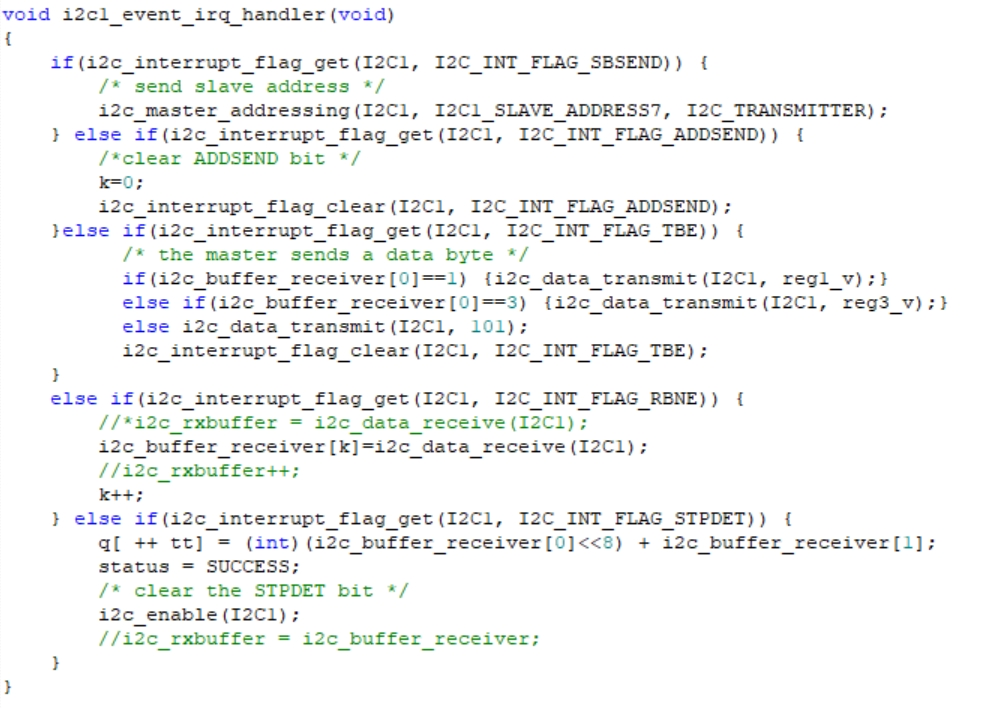 void i2c1_event_irq_handler(void)
{
    if(i2c_interrupt_flag_get(I2C1, I2C_INT_FLAG_SBSEND)) {
        /* send slave address */
        i2c_master_addressing(I2C1, I2C1_SLAVE_ADDRESS7, I2C_TRANSMITTER);
    } else if(i2c_interrupt_flag_get(I2C1, I2C_INT_FLAG_ADDSEND)) {
        /*clear ADDSEND bit */
        k=0;
        i2c_interrupt_flag_clear(I2C1, I2C_INT_FLAG_ADDSEND);
    }else if(i2c_interrupt_flag_get(I2C1, I2C_INT_FLAG_TBE)) {
          /* the master sends a data byte */
          if(i2c_buffer_receiver[0]==1) {i2c_data_transmit(I2C1, reg1_v);}
          else if(i2c_buffer_receiver[0]==3) {i2c_data_transmit(I2C1, reg3_v);}
          else i2c_data_transmit(I2C1, 101);
          i2c_interrupt_flag_clear(I2C1, I2C_INT_FLAG_TBE);
    }
    else if(i2c_interrupt_flag_get(I2C1, I2C_INT_FLAG_RBNE)) {
        //*i2c_rxbuffer = i2c_data_receive(I2C1);
        i2c_buffer_receiver[k]=i2c_data_receive(I2C1);
        //i2c_rxbuffer++;
        k++;
    } else if(i2c_interrupt_flag_get(I2C1, I2C_INT_FLAG_STPDET)) {
        q[ ++ tt] = (int)(i2c_buffer_receiver[0]<<8) + i2c_buffer_receiver[1];
        status = SUCCESS;
        /* clear the STPDET bit */
        i2c_enable(I2C1);
        //i2c_rxbuffer = i2c_buffer_receiver;
    }
}